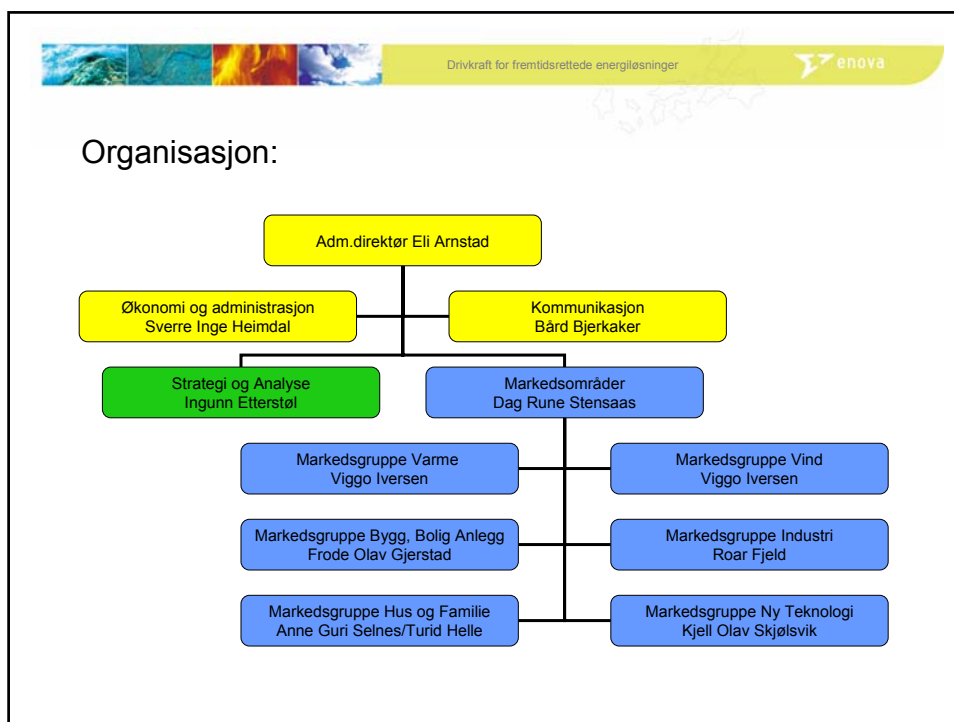 Drivkraft for fremtidsrettede energiløsninger
enova
Organisasjon:
Adm.direktør Eli Arnstad
Økonomi og administrasjon
Sverre Inge Heimdal
Kommunikasjon
Bård Bjerkaker
Strategi og Analyse
Ingunn Etterstøl
Markedsområder
Dag Rune Stensaas
Markedsgruppe Varme
Viggo Iversen
Markedsgruppe Vind
Viggo Iversen
Markedsgruppe Bygg, Bolig Anlegg
Frode Olav Gjerstad
Markedsgruppe Industri
Roar Fjeld
Markedsgruppe Hus og Familie
Anne Guri Selnes/Turid Helle
Markedsgruppe Ny Teknologi
Kjell Olav Skjølsvik